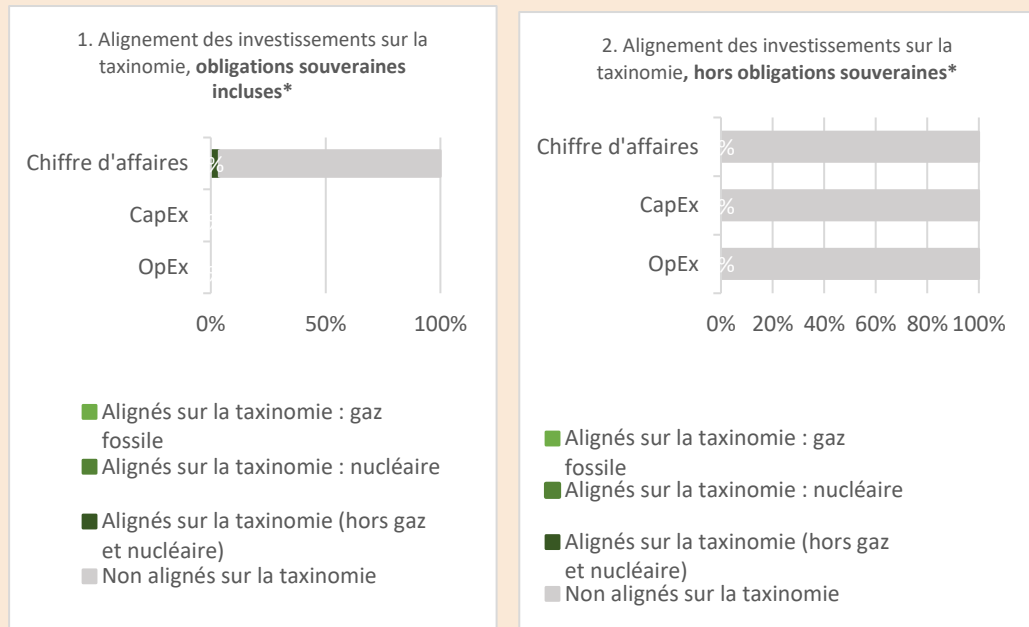 1. Alignement des investissements sur la
taxinomie, obligations souveraines
incluses*
Chiffre d'affaires
%
CapEx
OpEx
0% 50% 100%
Alignés sur la taxinomie : gaz
fossile
Alignés sur la taxinomie : nucléaire
Alignés sur la taxinomie (hors gaz
et nucléaire)
Non alignés sur la taxinomie
2. Alignement des investissements sur la
taxinomie, hors obligations souveraines*
Chiffre d'affaires
%
CapEx
%
OpEx
%
0% 20% 40% 60% 80% 100%
Alignés sur la taxinomie : gaz
fossile
Alignés sur la taxinomie : nucléaire
Alignés sur la taxinomie (hors gaz
et nucléaire)
Non alignés sur la taxinomie